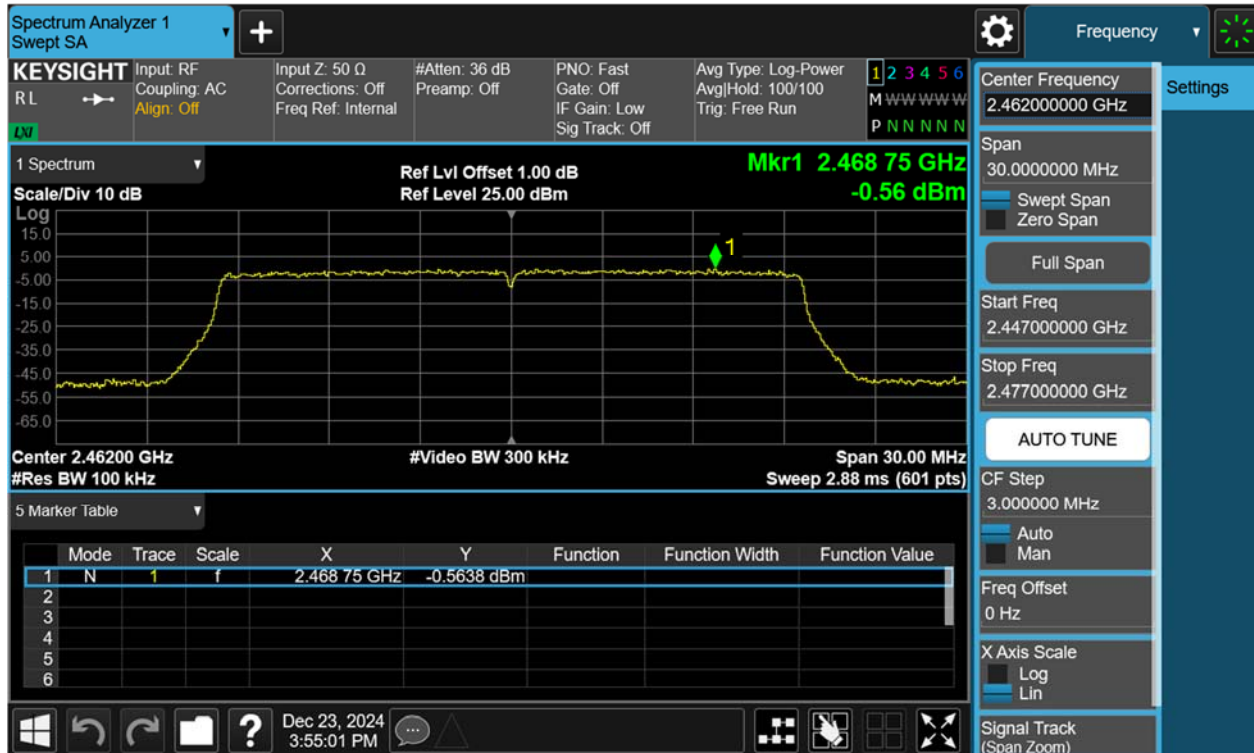 Spectrum Analyzer 1
Swept SA
Frequency
KEYSIGHT
RL
LXI
Input: RF
Coupling: AC
Align: Off
Input Z: 50 Ω
Corrections: Off
Freq Ref: Internal
#Atten: 36 dB
Preamp: Off
PNO: Fast
Gate: Off
IF Gain: Low
Sig Track: Off
Avg Type: Log-Power
Avg|Hold: 100/100
Trig: Free Run
1 2 3 4 5 6
M W W W W W
P N N N N N
1 Spectrum
Scale/Div 10 dB
Ref Lvl Offset 1.00 dB
Ref Level 25.00 dBm
Mkr1 2.468 75 GHz
-0.56 dBm
Log
15.0
5.00
-5.00
-15.0
-25.0
-35.0
-45.0
-55.0
-65.0
1
Center 2.46200 GHz
#Res BW 100 kHz
#Video BW 300 kHz
Span 30.00 MHz
Sweep 2.88 ms (601 pts)
5 Marker Table
Mode Trace Scale X Y Function Function Width Function Value
1 N 1 f 2.468 75 GHz -0.5638 dBm
2
3
4
5
6
Dec 23, 2024
3:55:01 PM
Center Frequency
2.462000000 GHz
Span
30.0000000 MHz
Swept Span
Zero Span
Full Span
Start Freq
2.447000000 GHz
Stop Freq
2.477000000 GHz
AUTO TUNE
CF Step
3.000000 MHz
Auto
Man
Freq Offset
0 Hz
X Axis Scale
Log
Lin
Signal Track
(Span Zoom)
Settings